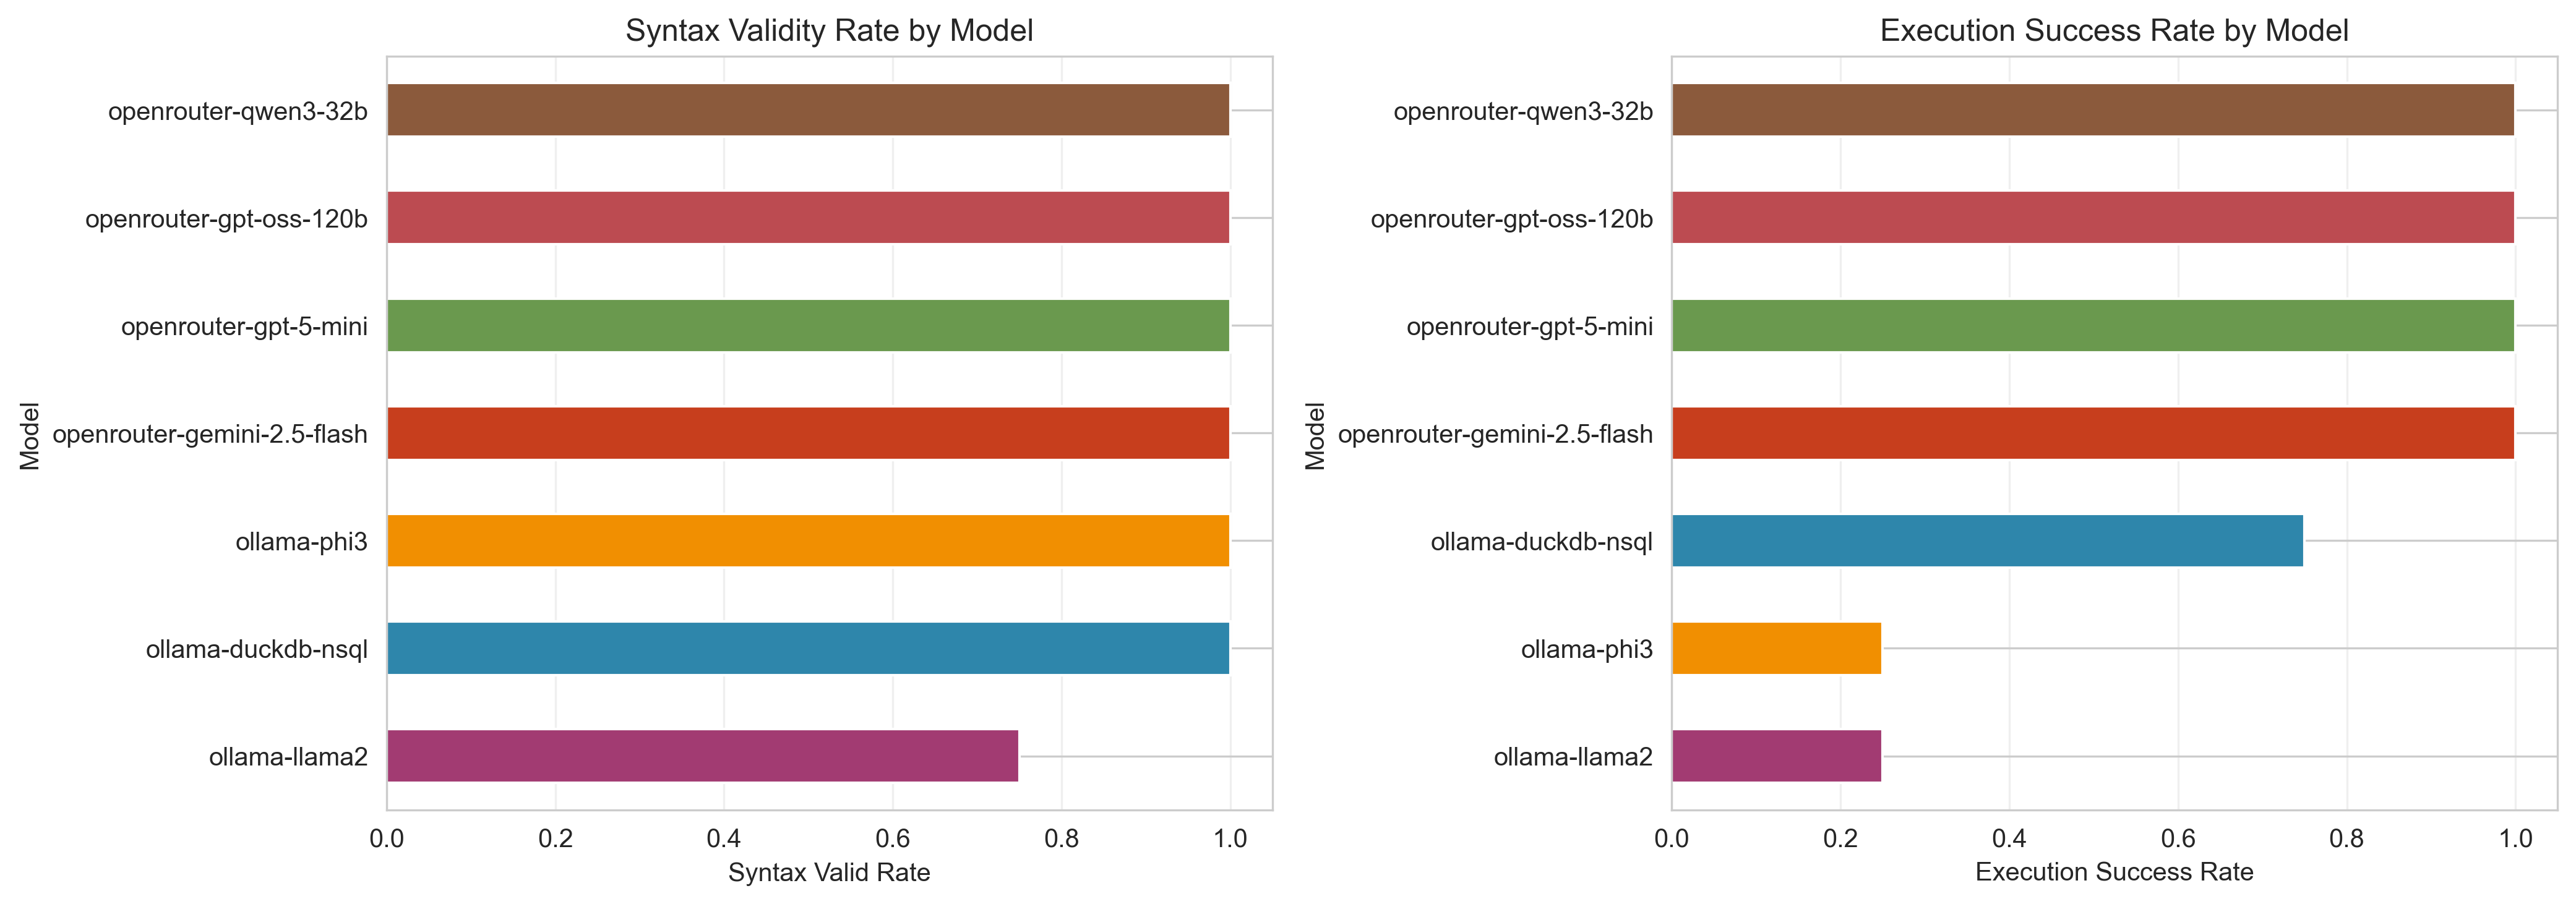 Syntax Validity Rate by Model
openrouter-qwen3-32b
openrouter-gpt-oss-120b
openrouter-gpt-5-mini
openrouter-gemini-2.5-flash
ollama-phi3
ollama-duckdb-nsql
ollama-llama2
Model
0.0 0.2 0.4 0.6 0.8 1.0
Syntax Valid Rate
Execution Success Rate by Model
openrouter-qwen3-32b
openrouter-gpt-oss-120b
openrouter-gpt-5-mini
openrouter-gemini-2.5-flash
ollama-duckdb-nsql
ollama-phi3
ollama-llama2
Model
0.0 0.2 0.4 0.6 0.8 1.0
Execution Success Rate